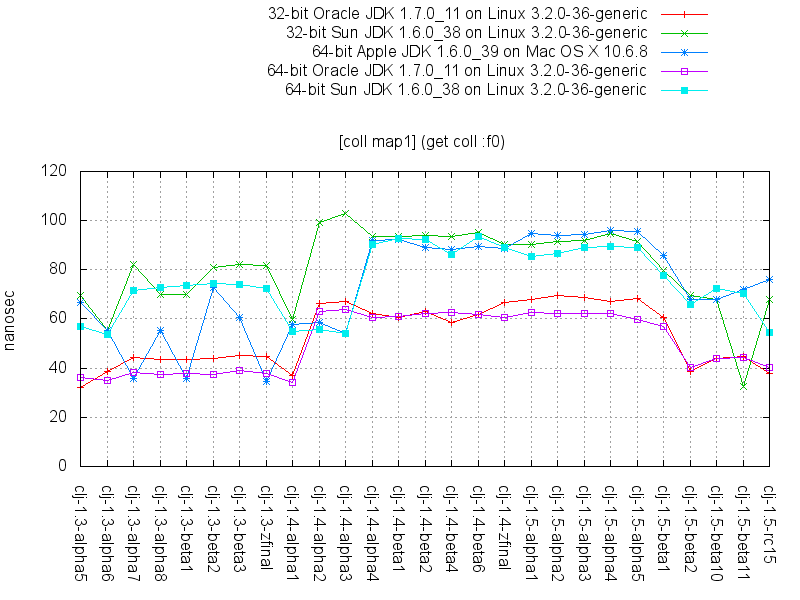 32-bit Oracle JDK 1.7.0_11 on Linux 3.2.0-36-generic
32-bit Sun JDK 1.6.0_38 on Linux 3.2.0-36-generic
64-bit Apple JDK 1.6.0_39 on Mac OS X 10.6.8
64-bit Oracle JDK 1.7.0_11 on Linux 3.2.0-36-generic
64-bit Sun JDK 1.6.0_38 on Linux 3.2.0-36-generic
[coll map1] (get coll :f0)
nanosec
120
100
80
60
40
20
0
clj-1.3-alpha5
clj-1.3-alpha6
clj-1.3-alpha7
clj-1.3-alpha8
clj-1.3-beta1
clj-1.3-beta2
clj-1.3-beta3
clj-1.3-zfinal
clj-1.4-alpha1
clj-1.4-alpha2
clj-1.4-alpha3
clj-1.4-alpha4
clj-1.4-beta1
clj-1.4-beta2
clj-1.4-beta4
clj-1.4-beta6
clj-1.4-zfinal
clj-1.5-alpha1
clj-1.5-alpha2
clj-1.5-alpha3
clj-1.5-alpha4
clj-1.5-alpha5
clj-1.5-beta1
clj-1.5-beta2
clj-1.5-beta10
clj-1.5-beta11
clj-1.5-rc15